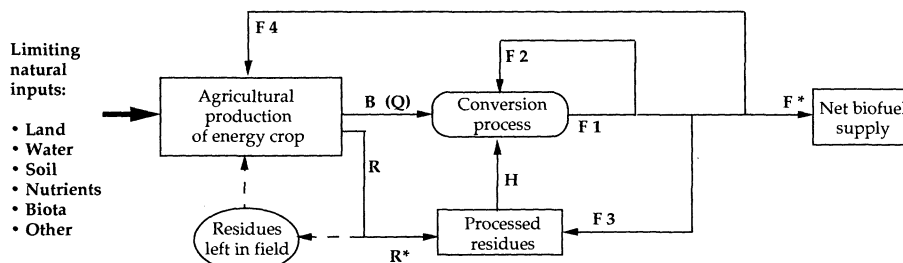 F 4
Limiting
natural
inputs:
• Land
• Water
• Soil
• Nutrients
• Biota
• Other
Agricultural
production
of energy crop
B (Q)
F 2
Conversion
process
F 1
F *
Net biofuel
supply
R
H
Residues
left in field
R*
Processed
residues
F 3